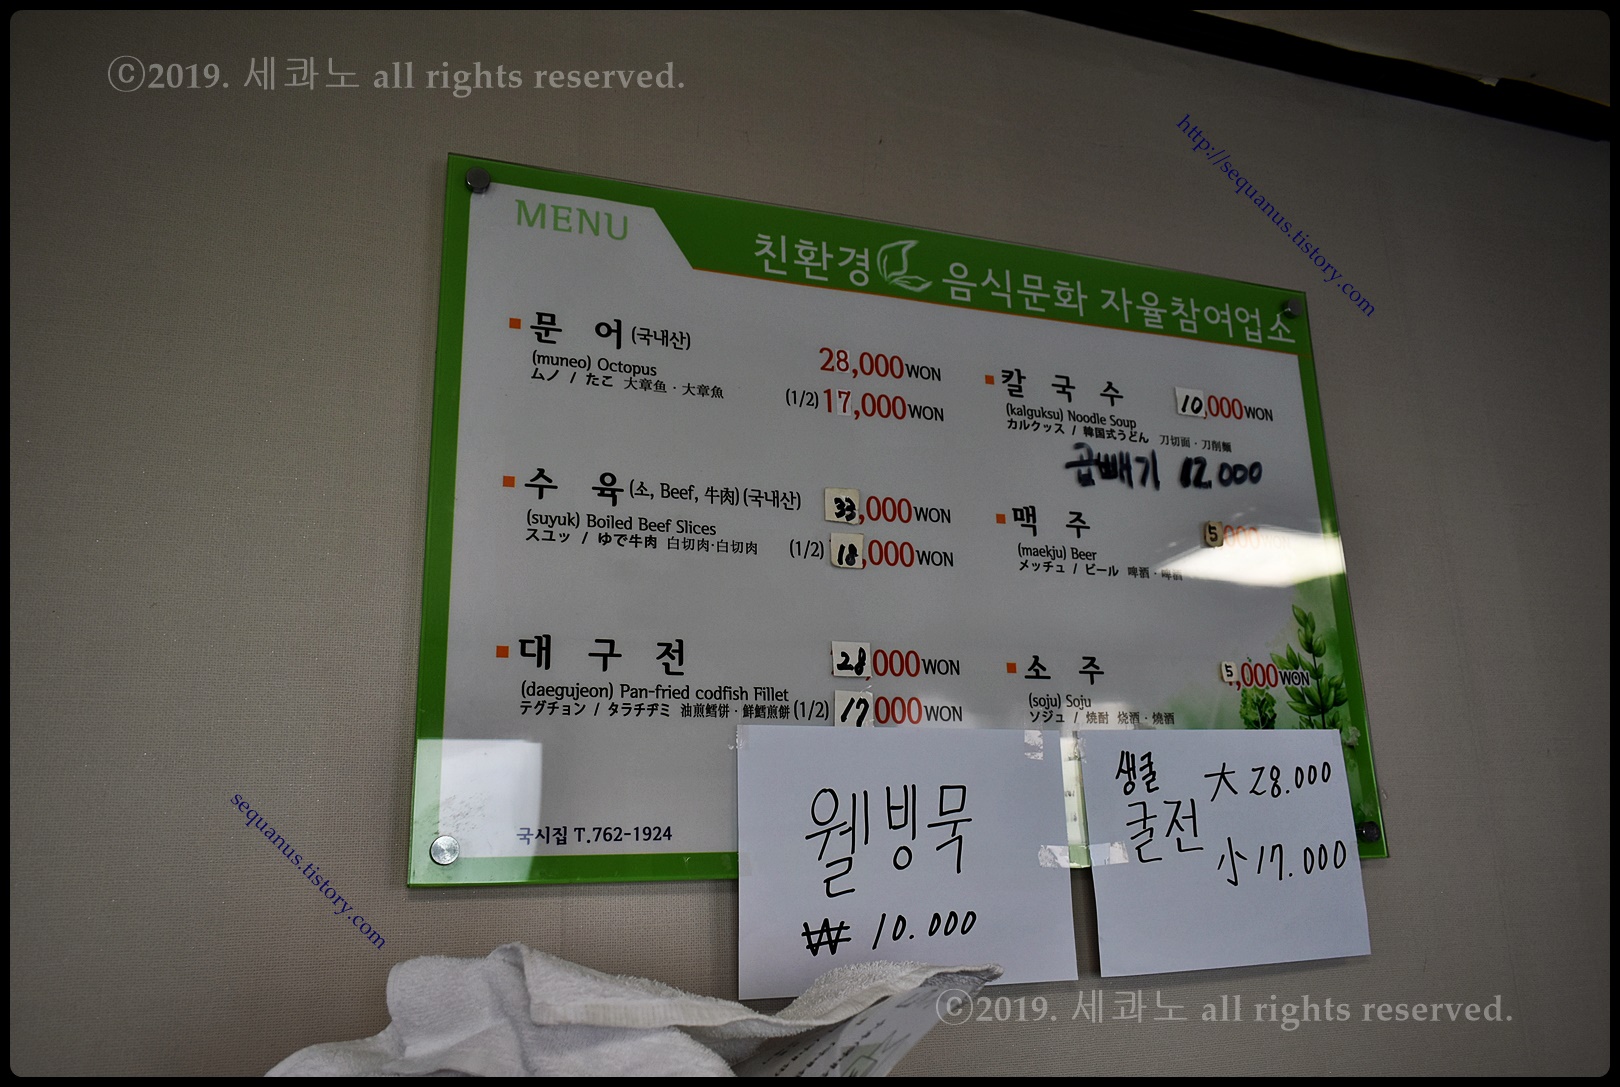 ⓒ2019. 세콰노 all rights reserved.
http://sequanus.tistory.com
MENU
친환경 음식문화 자율참여업소
문 어 (국내산)
(muneo) Octopus
ムノ / たこ 大章鱼 · 大章魚
28,000WON
(1/2) 17,000WON
수 육 (소, Beef, 牛肉) (국내산)
(suyuk) Boiled Beef Slices
スユッ / ゆで牛肉 白切肉·白切肉
33,000WON
(1/2) 18,000WON
대 구 전
(daegujeon) Pan-fried codfish Fillet
テグチョン / タラチヂミ 油煎鳕饼 · 鮮鱈煎餅
28,000WON
(1/2) 17,000WON
칼 국 수
10,000WON
(kalguksu) Noodle Soup
カルクッス / 韓国式うどん 刀切面 · 刀削麵
곱빼기 12.000
맥 주
5,000
(maekju) Beer
メッチュ / ビール 啤酒 · 啤酒
소 주
5,000WON
(soju) Soju
ソジュ / 焼酎 烧酒 · 燒酒
국시집 T.762-1924
웰빙묵
₩ 10.000
생굴
굴전
大 28.000
小 17.000
sequanus.tistory.com
ⓒ2019. 세콰노 all rights reserved.